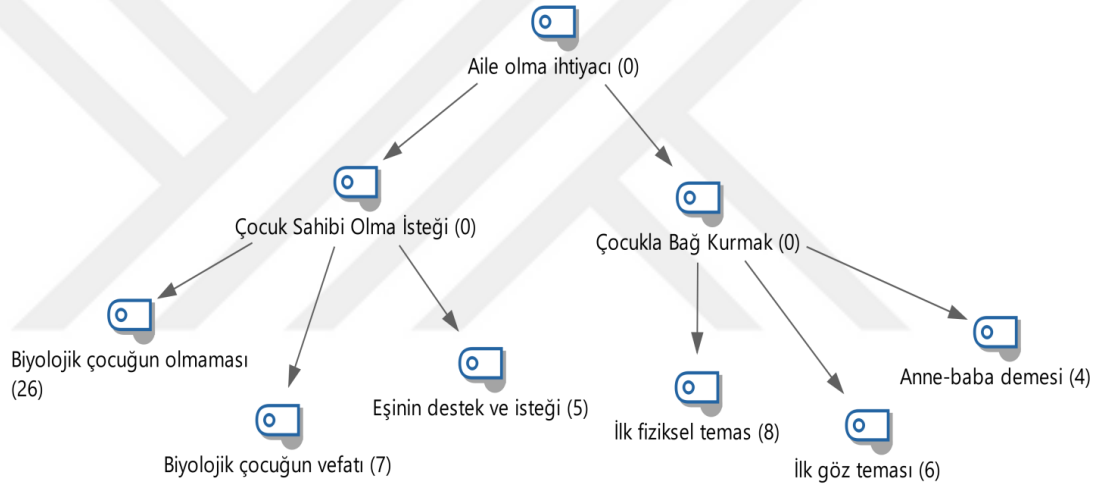 Aile olma ihtiyacı (0)
Çocuk Sahibi Olma İsteği (0)
Çocukla Bağ Kurmak (0)
Biyolojik çocuğun olmaması
(26)
Biyolojik çocuğun vefatı (7)
Eşinin destek ve isteği (5)
İlk fiziksel temas (8)
İlk göz teması (6)
Anne-baba demesi (4)